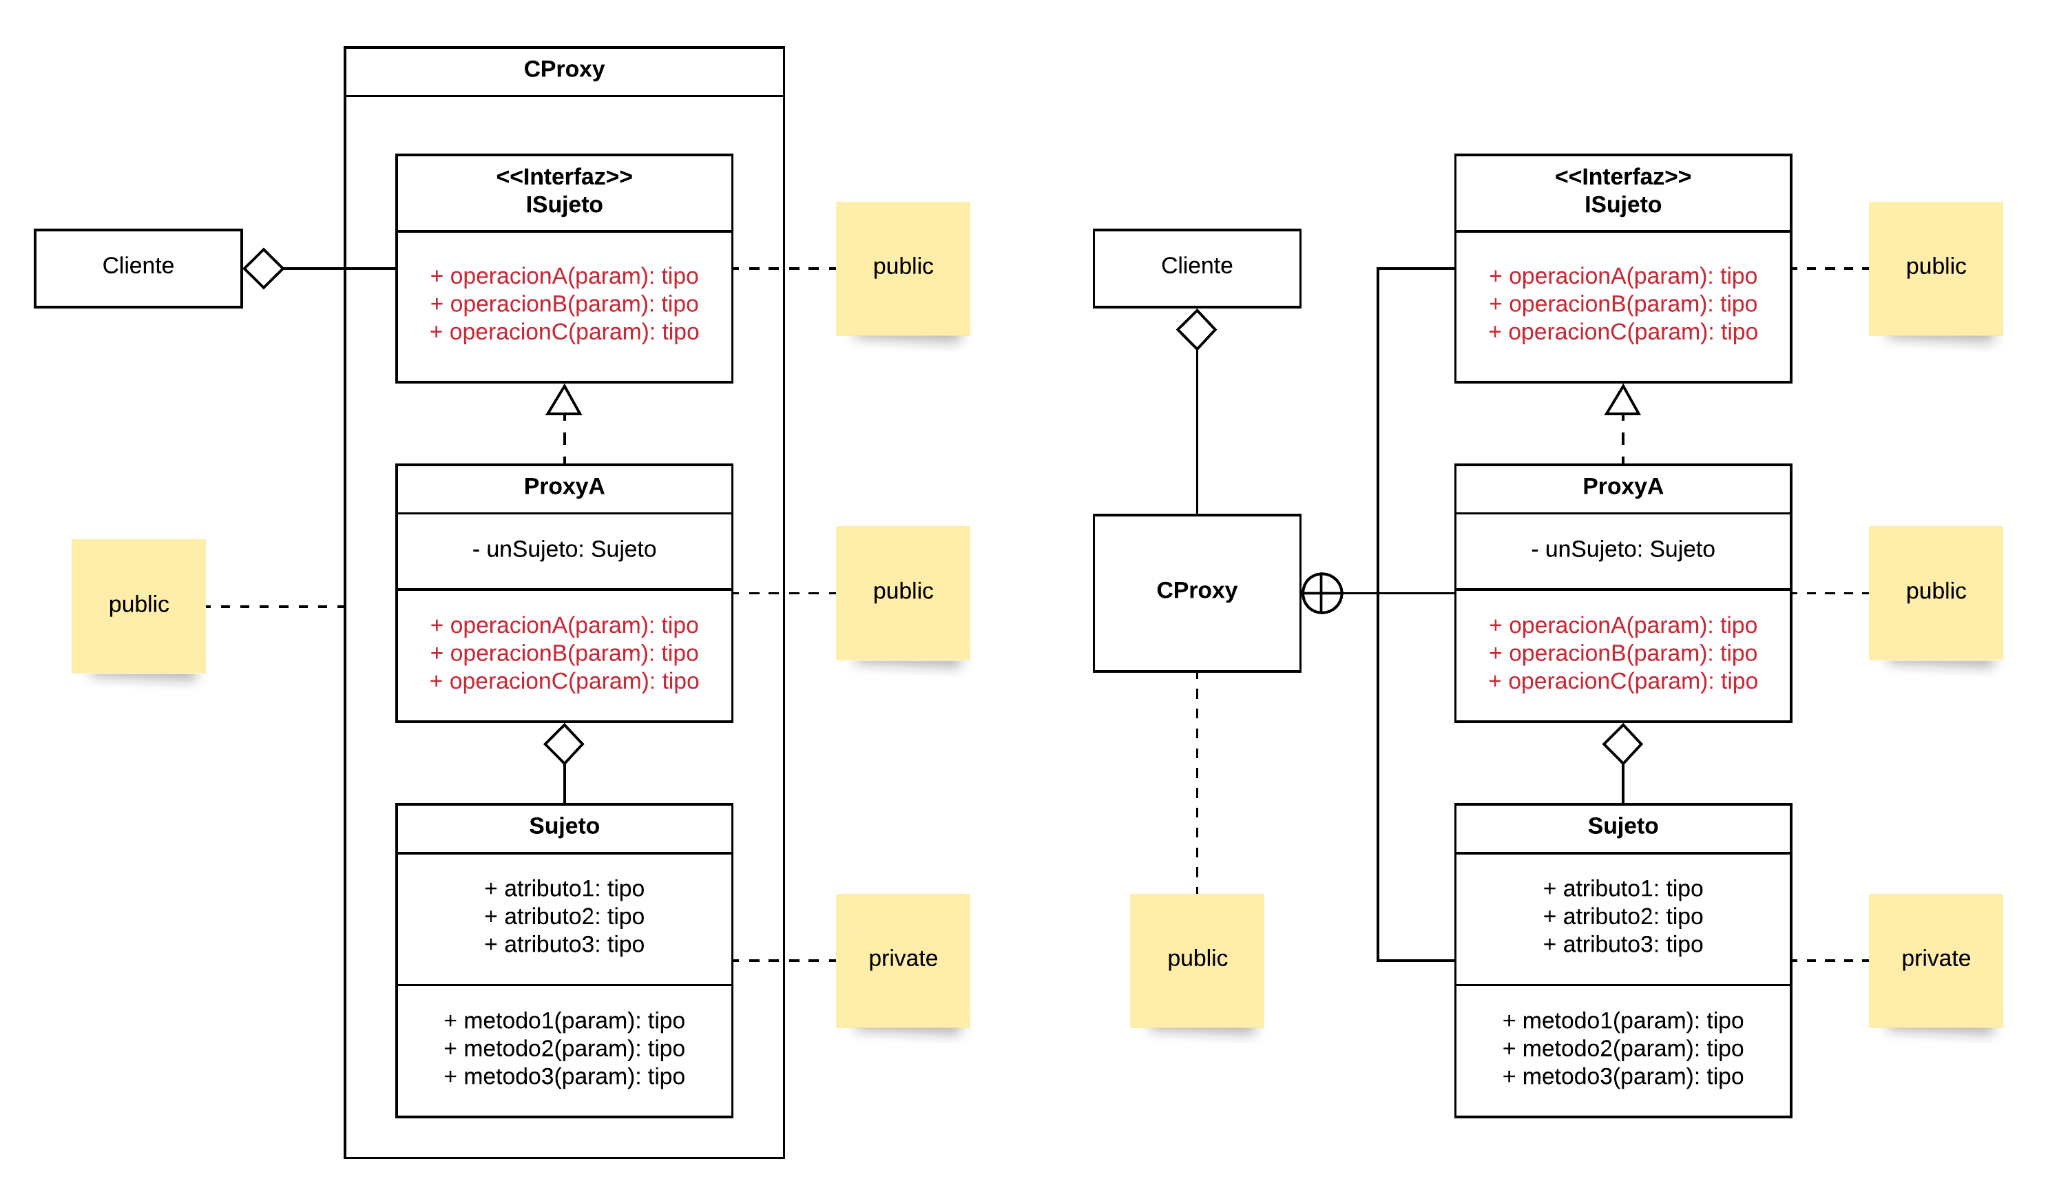 CProxy
<<Interfaz>>
ISujeto
+ operacionA(param): tipo
+ operacionB(param): tipo
+ operacionC(param): tipo
Cliente
public
ProxyA
- unSujeto: Sujeto
+ operacionA(param): tipo
+ operacionB(param): tipo
+ operacionC(param): tipo
public
public
Sujeto
+ atributo1: tipo
+ atributo2: tipo
+ atributo3: tipo
+ metodo1(param): tipo
+ metodo2(param): tipo
+ metodo3(param): tipo
private
<<Interfaz>>
ISujeto
+ operacionA(param): tipo
+ operacionB(param): tipo
+ operacionC(param): tipo
Cliente
public
ProxyA
- unSujeto: Sujeto
+ operacionA(param): tipo
+ operacionB(param): tipo
+ operacionC(param): tipo
CProxy
public
Sujeto
+ atributo1: tipo
+ atributo2: tipo
+ atributo3: tipo
+ metodo1(param): tipo
+ metodo2(param): tipo
+ metodo3(param): tipo
public
private